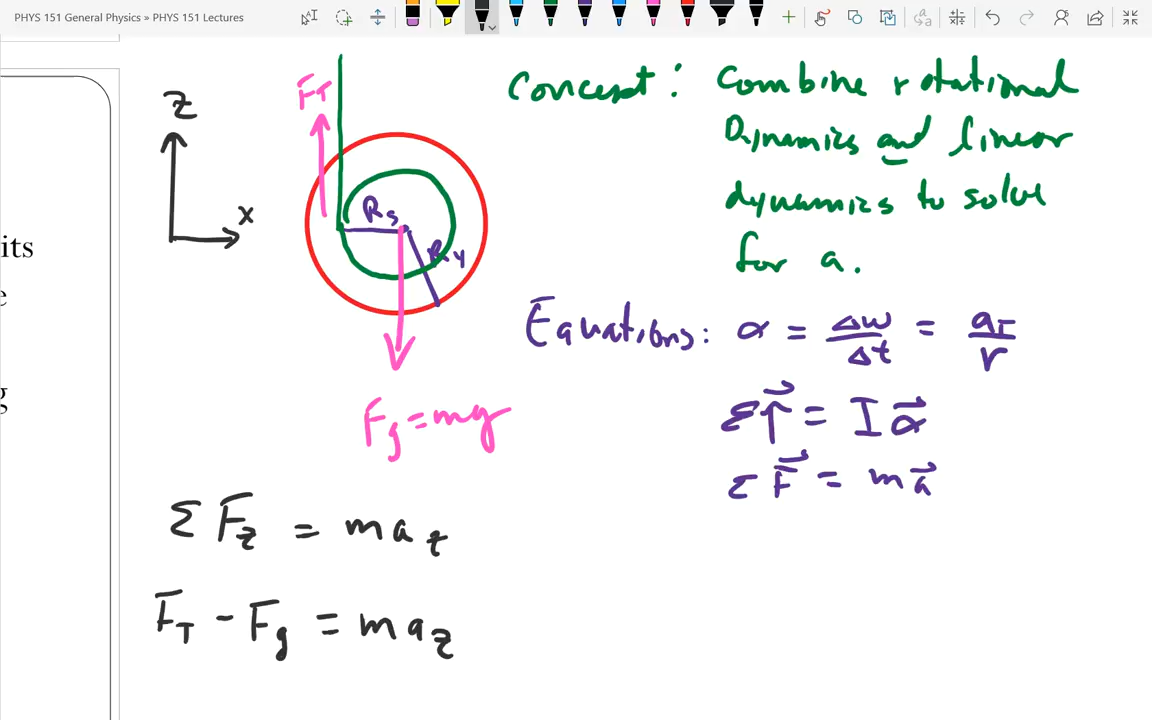 PHYS 151 General Physics » PHYS 151 Lectures
its
e
g
Z
X
FT
Rs
Ry
Fg = mg
Concept: Combine rotational
Dynamics and linear
dynamics to solve
for a.
Equations: α = Δω/Δt = aT/r
Στ⃗ = Iα⃗
ΣF⃗ = ma⃗
ΣFz = maz
FT - Fg = maz